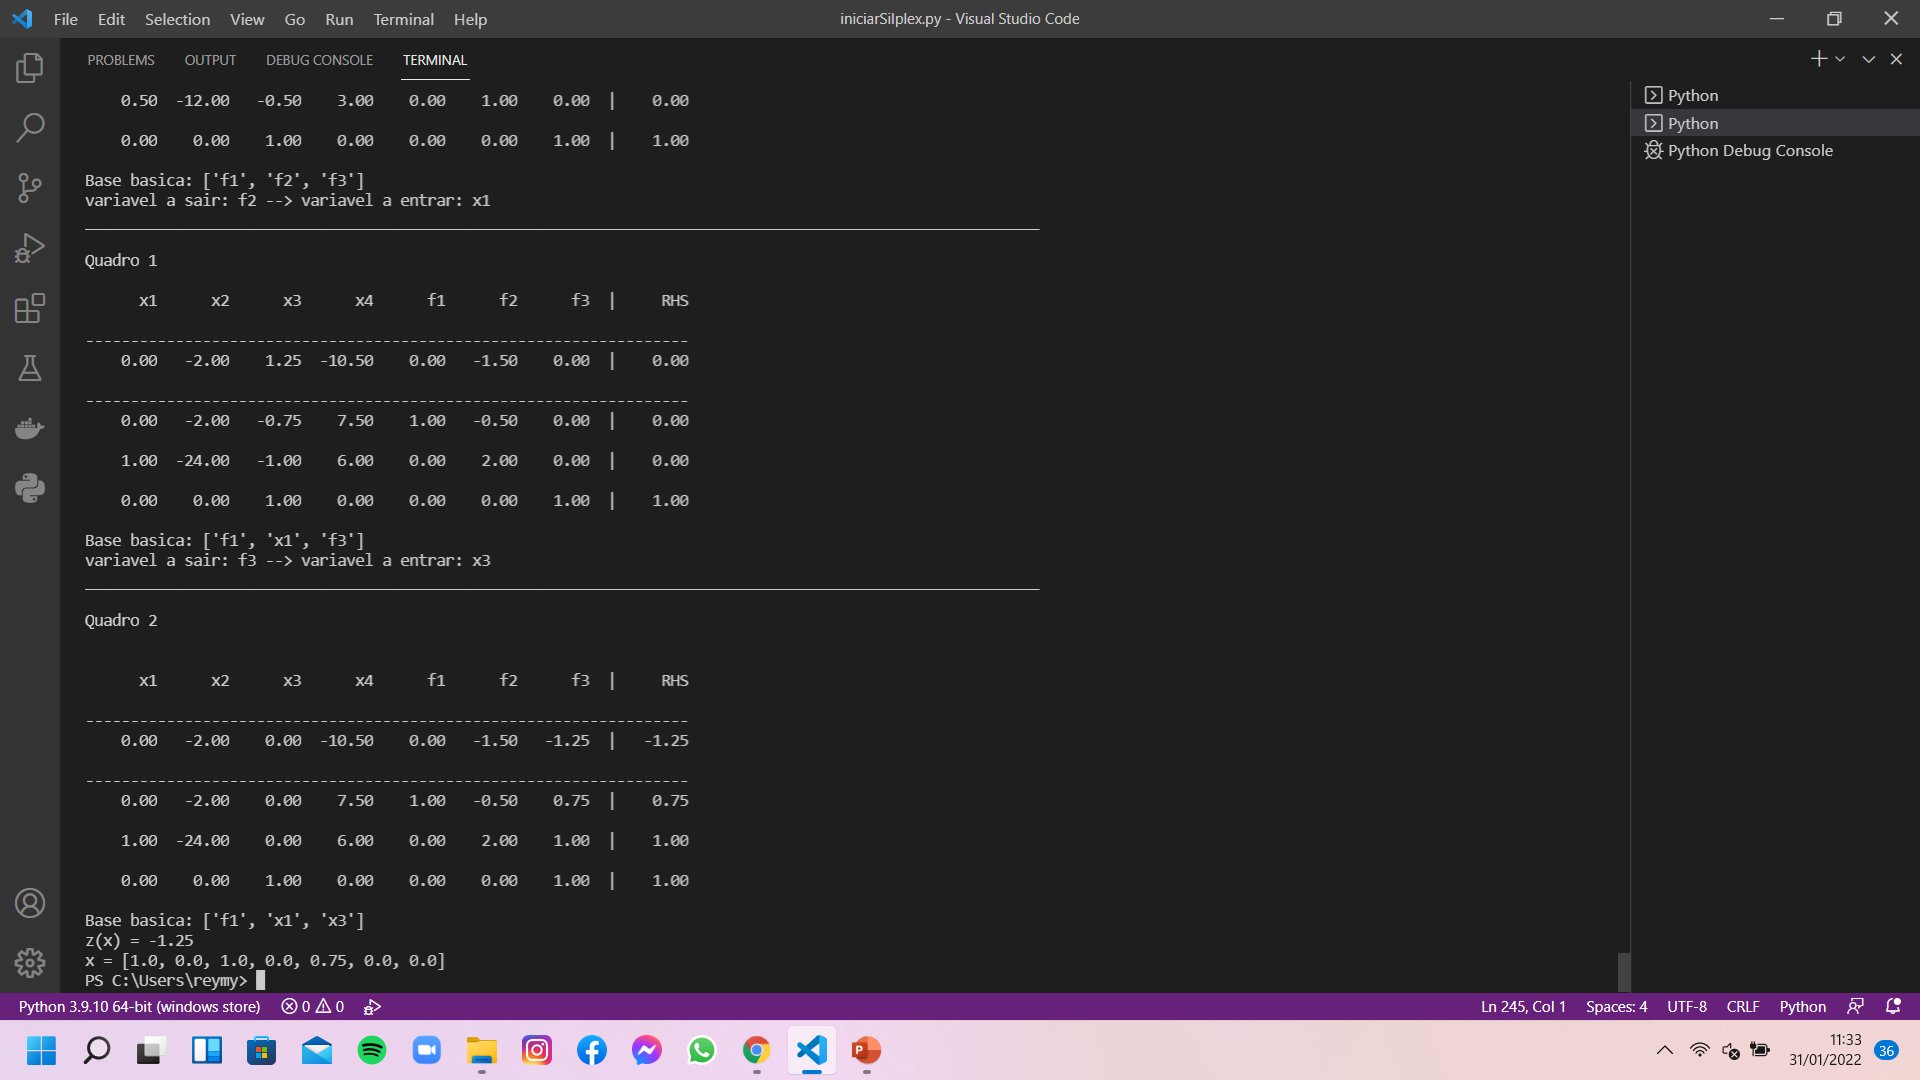 File Edit Selection View Go Run Terminal Help
iniciarSilplex.py - Visual Studio Code
PROBLEMS OUTPUT DEBUG CONSOLE TERMINAL
0.50 -12.00 -0.50 3.00 0.00 1.00 0.00 | 0.00
0.00 0.00 1.00 0.00 0.00 0.00 1.00 | 1.00
Base basica: ['f1', 'f2', 'f3']
variavel a sair: f2 --> variavel a entrar: x1
Quadro 1
x1 x2 x3 x4 f1 f2 f3 | RHS
-------------------------------------------------------------------
0.00 -2.00 1.25 -10.50 0.00 -1.50 0.00 | 0.00
-------------------------------------------------------------------
0.00 -2.00 -0.75 7.50 1.00 -0.50 0.00 | 0.00
1.00 -24.00 -1.00 6.00 0.00 2.00 0.00 | 0.00
0.00 0.00 1.00 0.00 0.00 0.00 1.00 | 1.00
Base basica: ['f1', 'x1', 'f3']
variavel a sair: f3 --> variavel a entrar: x3
Quadro 2
x1 x2 x3 x4 f1 f2 f3 | RHS
-------------------------------------------------------------------
0.00 -2.00 0.00 -10.50 0.00 -1.50 -1.25 | -1.25
-------------------------------------------------------------------
0.00 -2.00 0.00 7.50 1.00 -0.50 0.75 | 0.75
1.00 -24.00 0.00 6.00 0.00 2.00 1.00 | 1.00
0.00 0.00 1.00 0.00 0.00 0.00 1.00 | 1.00
Base basica: ['f1', 'x1', 'x3']
z(x) = -1.25
x = [1.0, 0.0, 1.0, 0.0, 0.75, 0.0, 0.0]
PS C:\Users\reymy>
Python
Python
Python Debug Console
Python 3.9.10 64-bit (windows store) 0 0
Ln 245, Col 1 Spaces: 4 UTF-8 CRLF Python
P
11:33
31/01/2022
36